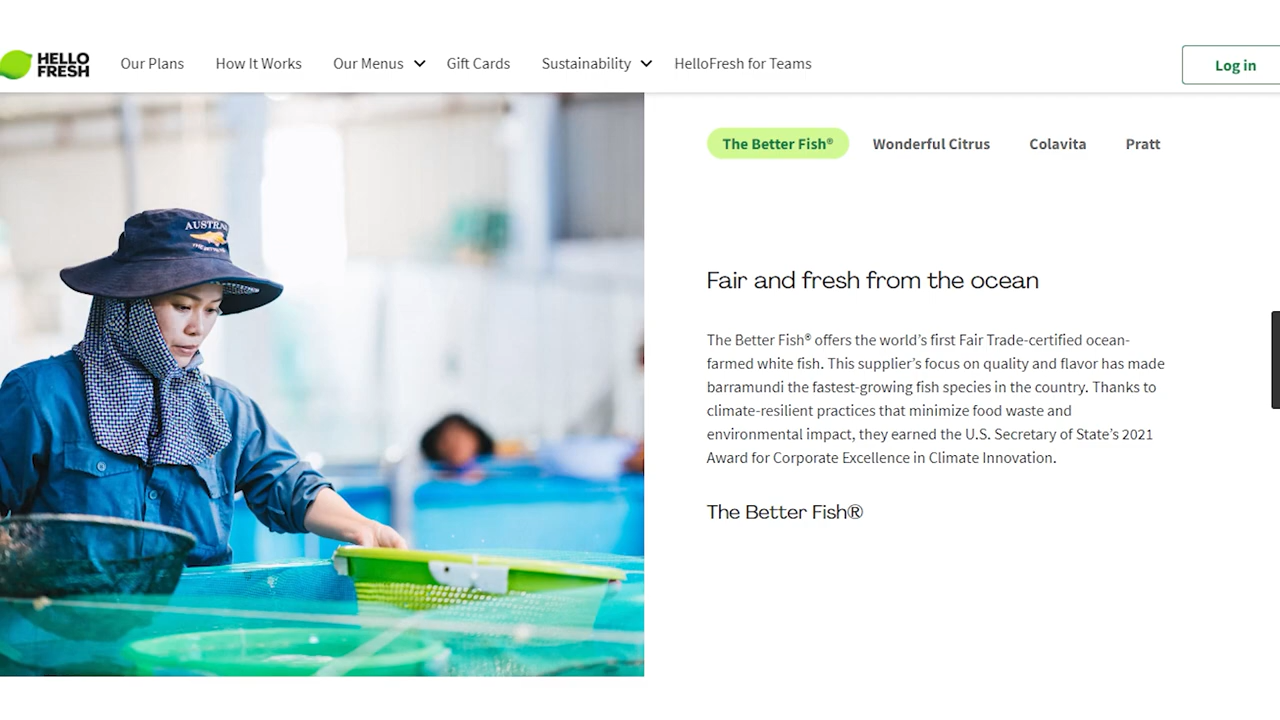 HELLO
FRESH
Our Plans How It Works Our Menus Gift Cards Sustainability HelloFresh for Teams
Log in
The Better Fish® Wonderful Citrus Colavita Pratt
AUSTRAL
Fair and fresh from the ocean
The Better Fish® offers the world's first Fair Trade-certified ocean-
farmed white fish. This supplier's focus on quality and flavor has made
barramundi the fastest-growing fish species in the country. Thanks to
climate-resilient practices that minimize food waste and
environmental impact, they earned the U.S. Secretary of State's 2021
Award for Corporate Excellence in Climate Innovation.
The Better Fish®